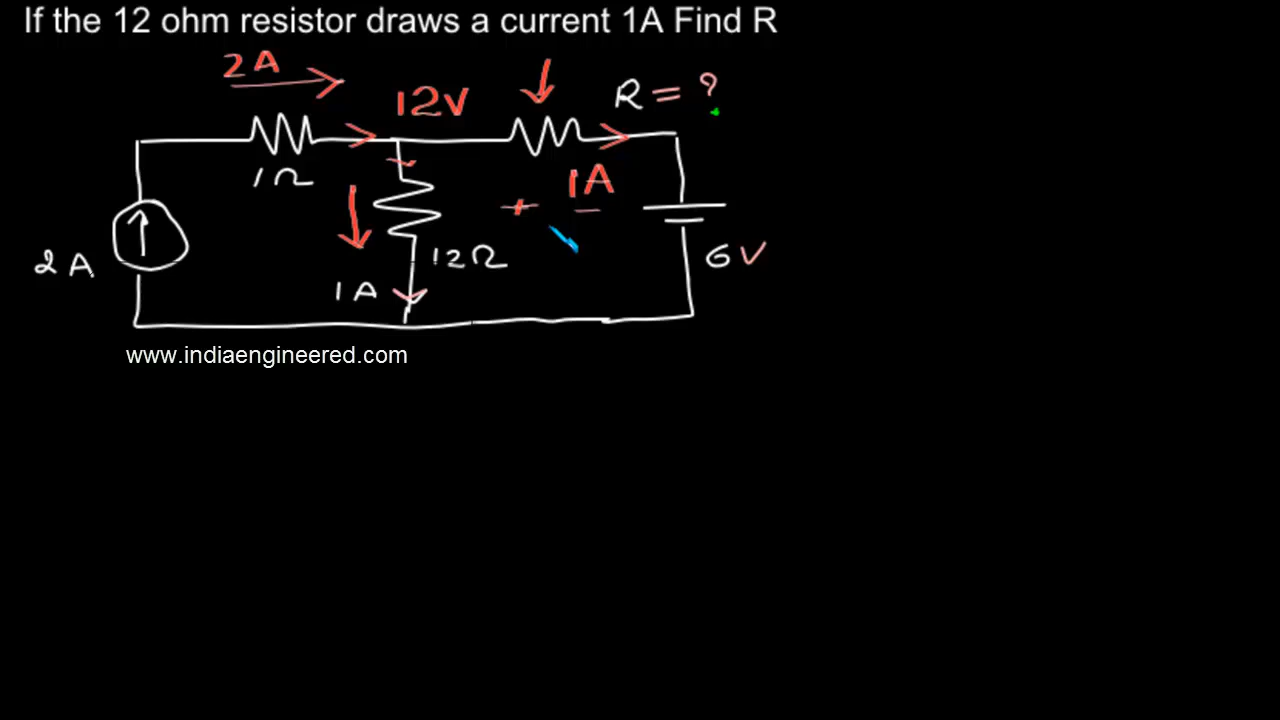 If the 12 ohm resistor draws a current 1A Find R
2A
12V
R = ?
1Ω
1A
+ -
2A
12Ω
6V
1A
www.indiaengineered.com